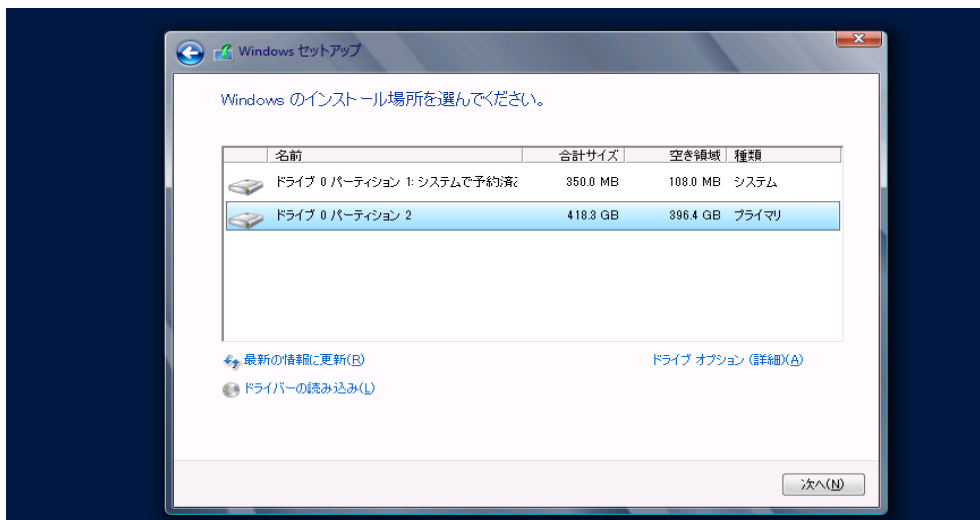 Windows セットアップ
Windows のインストール場所を選んでください。
名前 合計サイズ 空き領域 種類
ドライブ 0 パーティション 1: システムで予約済 350.0 MB 108.0 MB システム
ドライブ 0 パーティション 2 418.3 GB 396.4 GB プライマリ
最新の情報に更新(R) ドライブ オプション (詳細)(A)
ドライバーの読み込み(L)
次へ(N)